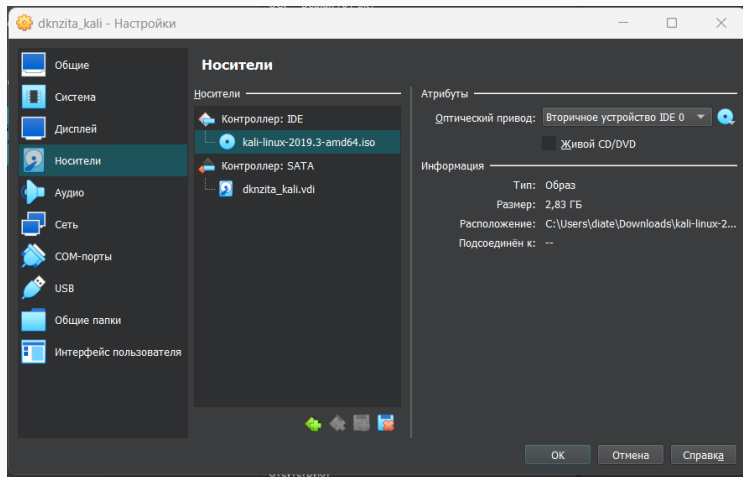 dknzita_kali - Настройки
Общие
Система
Дисплей
Носители
Аудио
Сеть
COM-порты
USB
Общие папки
Интерфейс пользователя
Носители
Носители
Контроллер: IDE
kali-linux-2019.3-amd64.iso
Контроллер: SATA
dknzita_kali.vdi
Атрибуты
Оптический привод: Вторичное устройство IDE 0
Живой CD/DVD
Информация
Тип: Образ
Размер: 2,83 ГБ
Расположение: C:\Users\diate\Downloads\kali-linux-2...
Подсоединён к: --
OK Отмена Справка